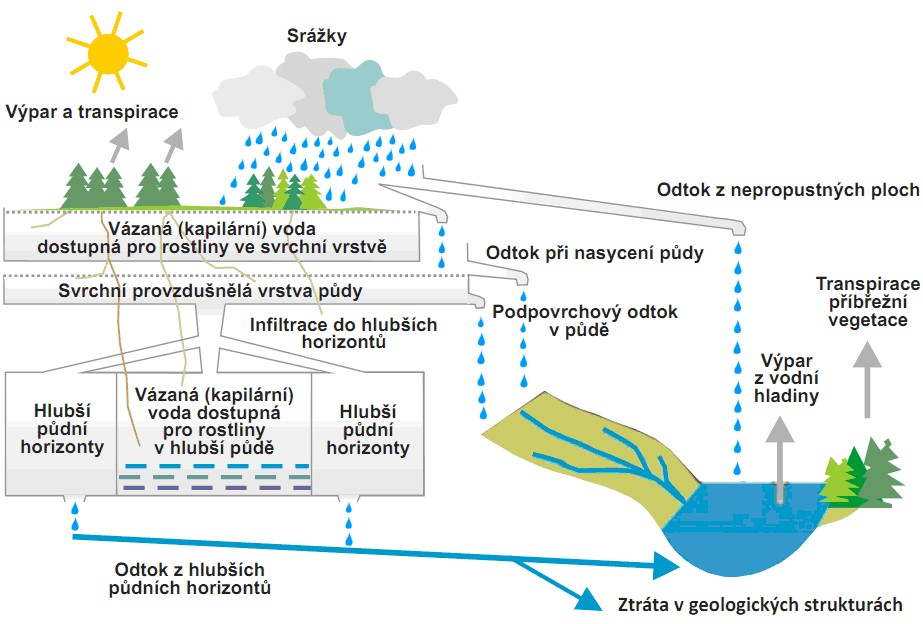 Srážky
Výpar a transpirace
Odtok z nepropustných ploch
Vázaná (kapilární) voda
dostupná pro rostliny ve svrchní vrstvě
Odtok při nasycení půdy
Svrchní provzdušnělá vrstva půdy
Transpirace
příbřežní
vegetace
Podpovrchový odtok
v půdě
Infiltrace do hlubších
horizontů
Výpar
z vodní
hladiny
Hlubší
půdní
horizonty
Vázaná (kapilární)
voda dostupná
pro rostliny
v hlubší půdě
Hlubší
půdní
horizonty
Odtok z hlubších
půdních horizontů
Ztráta v geologických strukturách